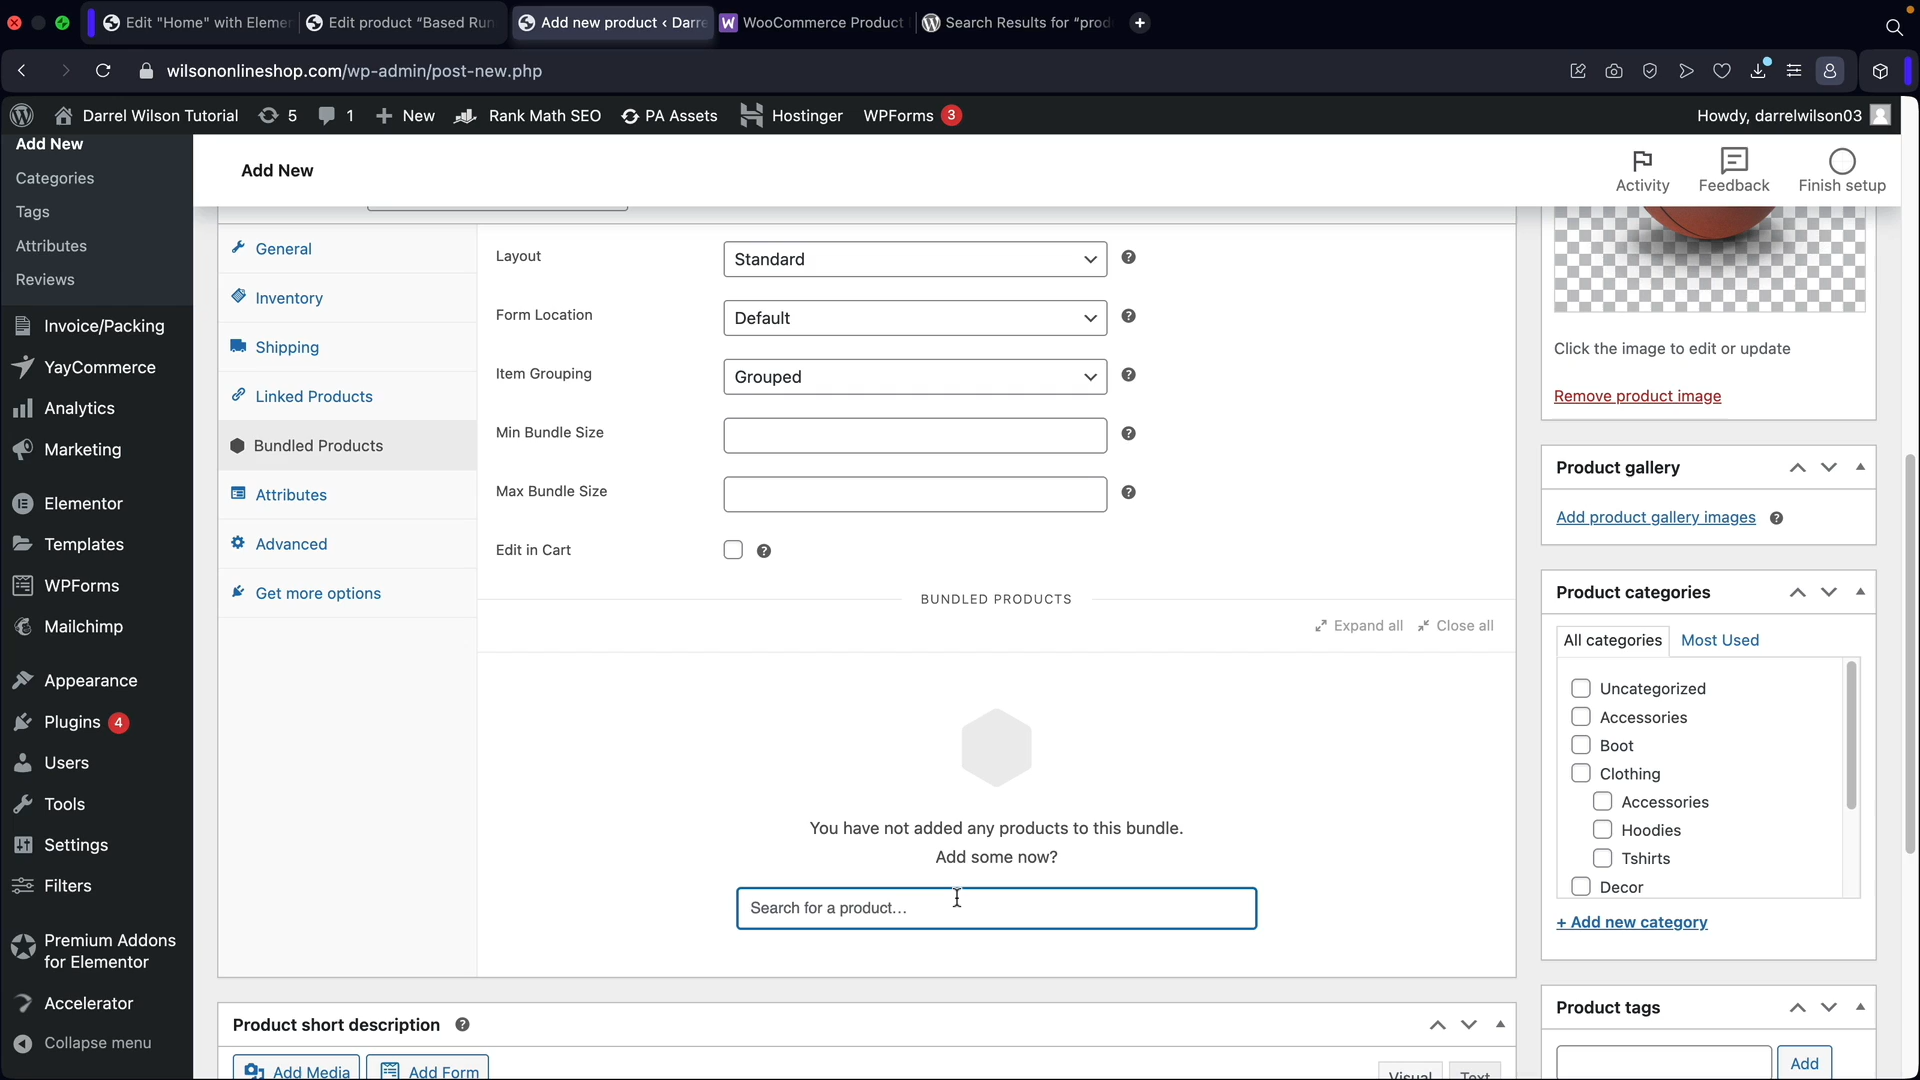 Edit "Home" with Elemen
Edit product "Based Run
Add new product ‹ Darre
WooCommerce Product
Search Results for "prod
wilsononlineshop.com/wp-admin/post-new.php
Darrel Wilson Tutorial
5
1
New
Rank Math SEO
PA Assets
Hostinger
WPForms 3
Howdy, darrelwilson03
Add New
Categories
Tags
Attributes
Reviews
Invoice/Packing
YayCommerce
Analytics
Marketing
Elementor
Templates
WPForms
Mailchimp
Appearance
Plugins 4
Users
Tools
Settings
Filters
Premium Addons
for Elementor
Accelerator
Collapse menu
Add New
Activity
Feedback
Finish setup
General
Inventory
Shipping
Linked Products
Bundled Products
Attributes
Advanced
Get more options
Layout
Standard
Form Location
Default
Item Grouping
Grouped
Min Bundle Size
Max Bundle Size
Edit in Cart
BUNDLED PRODUCTS
Expand all
Close all
You have not added any products to this bundle.
Add some now?
Search for a product...
Product short description
Add Media
Add Form
Visual
Text
Click the image to edit or update
Remove product image
Product gallery
Add product gallery images
Product categories
All categories
Most Used
Uncategorized
Accessories
Boot
Clothing
Accessories
Hoodies
Tshirts
Decor
+ Add new category
Product tags
Add